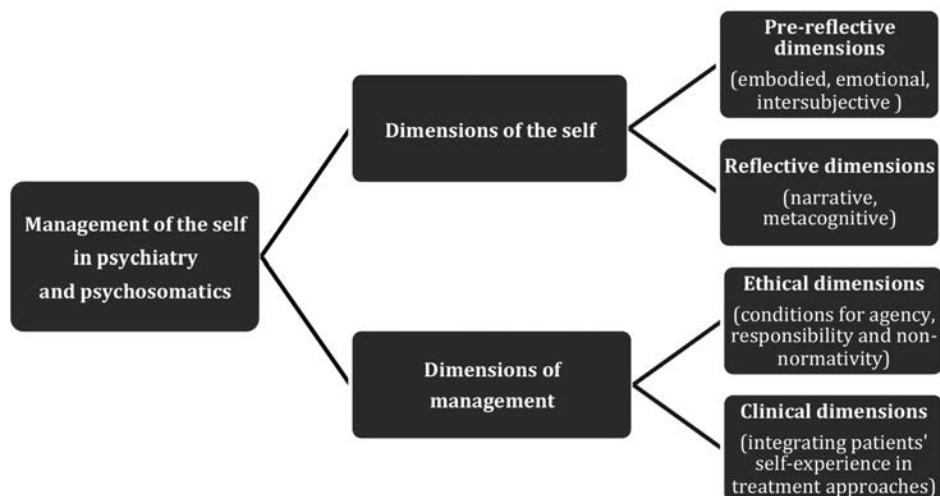 Management of the self
in psychiatry
and psychosomatics
Dimensions of the self
Pre-reflective
dimensions
(embodied, emotional,
intersubjective )
Reflective dimensions
(narrative,
metacognitive)
Dimensions of
management
Ethical dimensions
(conditions for agency,
responsibility and non-
normativity)
Clinical dimensions
(integrating patients'
self-experience in
treatment approaches)